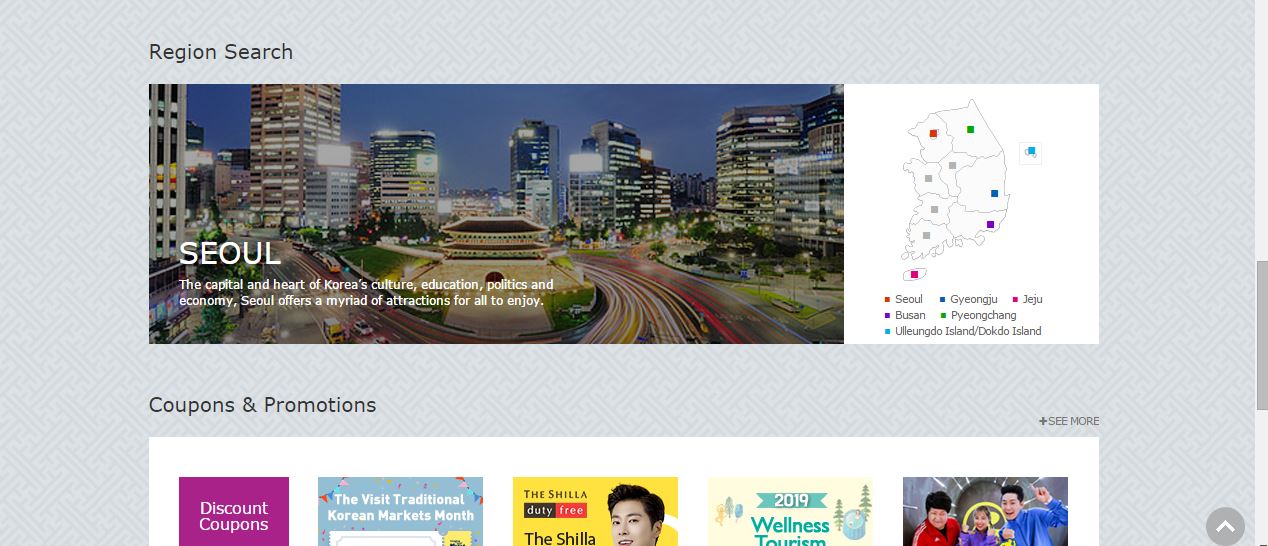 Region Search
SEOUL
The capital and heart of Korea’s culture, education, politics and
economy, Seoul offers a myriad of attractions for all to enjoy.
Seoul Gyeongju Jeju
Busan Pyeongchang
Ulleungdo Island/Dokdo Island
Coupons & Promotions
+SEE MORE
Discount
Coupons
The Visit Traditional
Korean Markets Month
THE SHILLA
duty free
The Shilla
2019
Wellness
Tourism